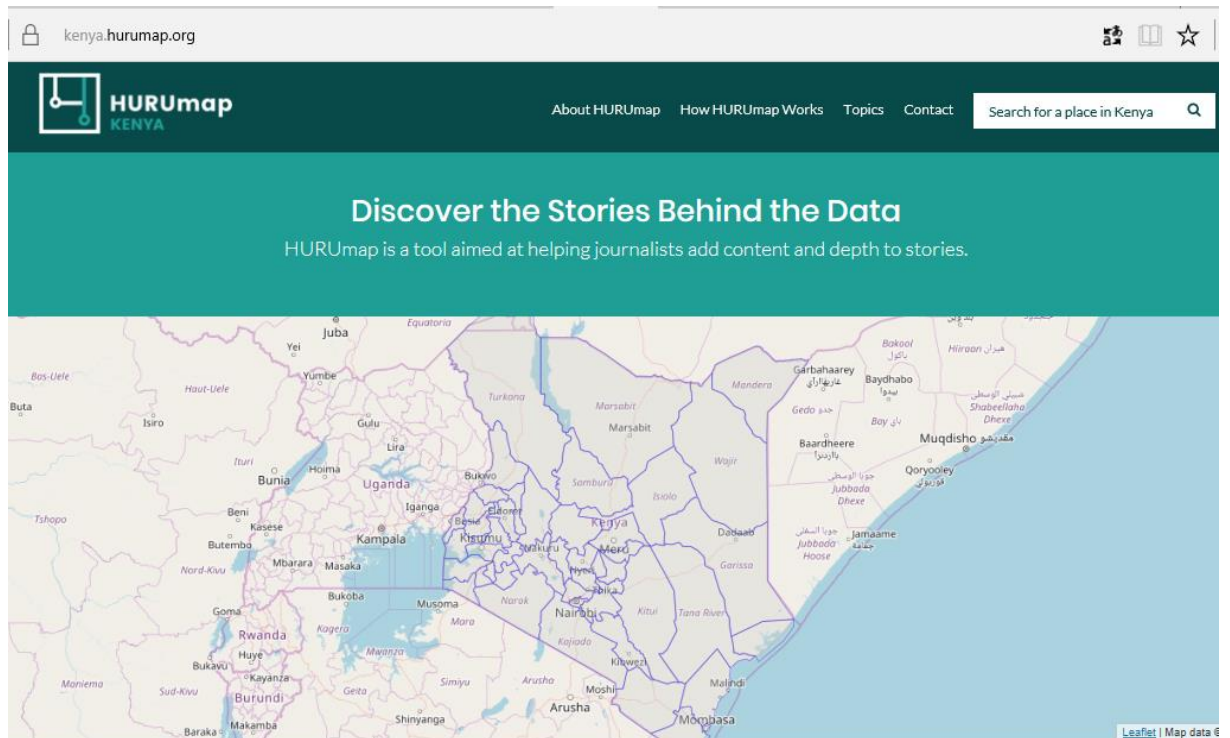 kenya.hurumap.org
HURUmap
KENYA
About HURUmap How HURUmap Works Topics Contact Search for a place in Kenya
Discover the Stories Behind the Data
HURUmap is a tool aimed at helping journalists add content and depth to stories.
Juba
Equatoria
Yei
Bakool
Hiiraan
Garbahaarey
Bas-Uele
Yumbe
Baydhabo
Haut-Uele
Turkana
Mandera
Marsabit
Gedo
Shabeellaha
Dhexe
Buta
Isiro
Gulu
Marsabit
Bay
Lira
Baardheere
Muqdisho مقديشو
Ituri
Hoima
Bukwo
Wajir
Qoryooley
Bunia
Uganda
Samburu
Isiolo
Jubbada
Dhexe
Iganga
Busia
Eldoret
Tshopo
Beni
Kenya
Kasese
Kampala
Kisumu
Dadaab
Jamaame
Butembo
Nakuru
Meru
Jubbada
Hoose
Mbarara
Masaka
Garissa
Nord-Kivu
Nyeri
Thika
Bukoba
Musoma
Narok
Goma
Nairobi
Kitui
Tana River
Rwanda
Kagera
Mara
Kajiado
Bukavu
Huye
Mwanza
Kibwezi
Kayanza
Maniema
Sud-Kivu
Geita
Simiyu
Arusha
Moshi
Malindi
Burundi
Arusha
Makamba
Shinyanga
Mombasa
Baraka
Leaflet | Map data ©